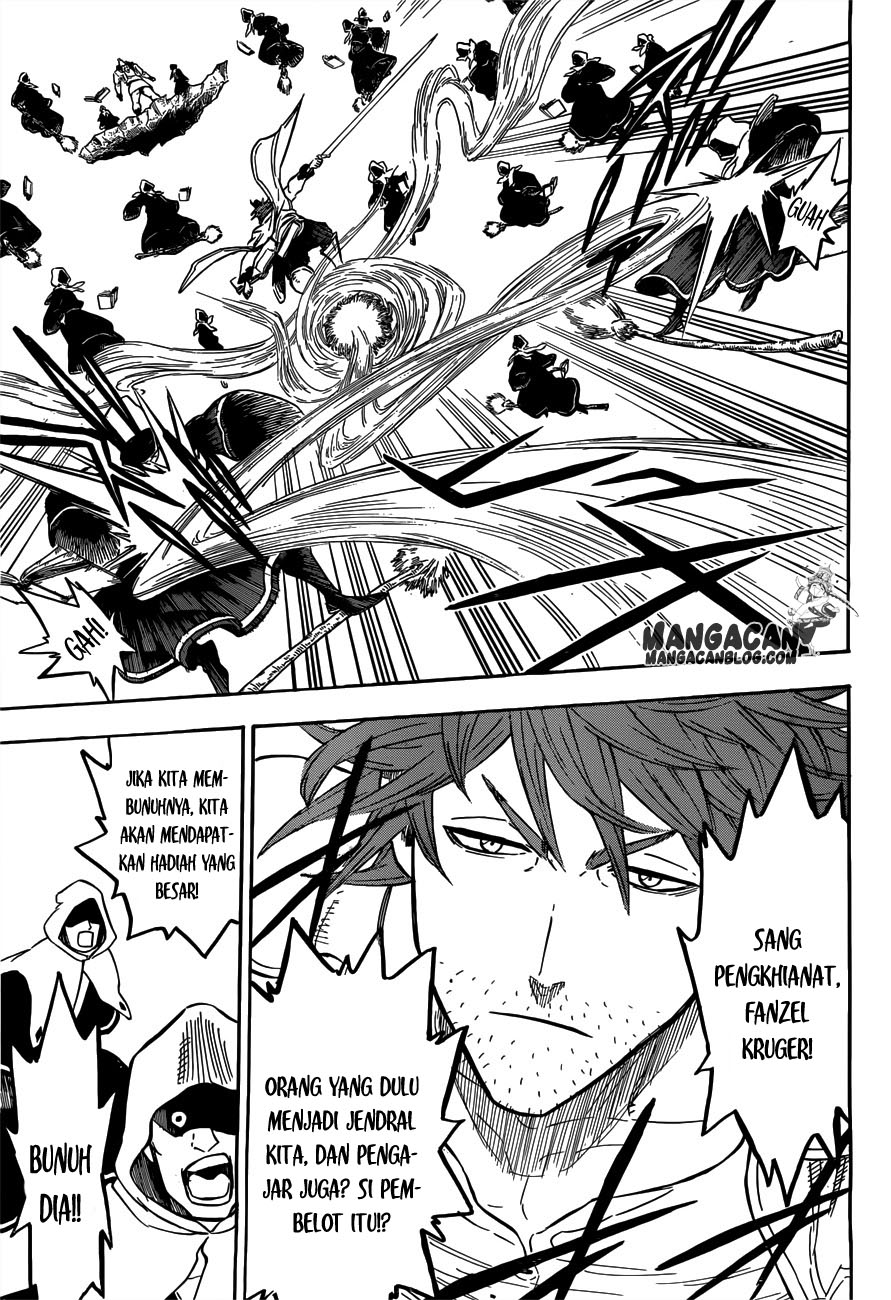 GUAH
GAH!
MANGACAN
MANGACANBLOG.COM
SANG
PENGKHIANAT,
FANZEL
KRUGER!
ORANG YANG DULU
MENJADI JENDRAL
KITA, DAN PENGA-
JAR JUGA? SI PEM-
BELOT ITU!?
JIKA KITA MEM-
BUNUHNYA, KITA
AKAN MENDAPAT-
KAN HADIAH YANG
BESAR!
BUNUH
DIA!!